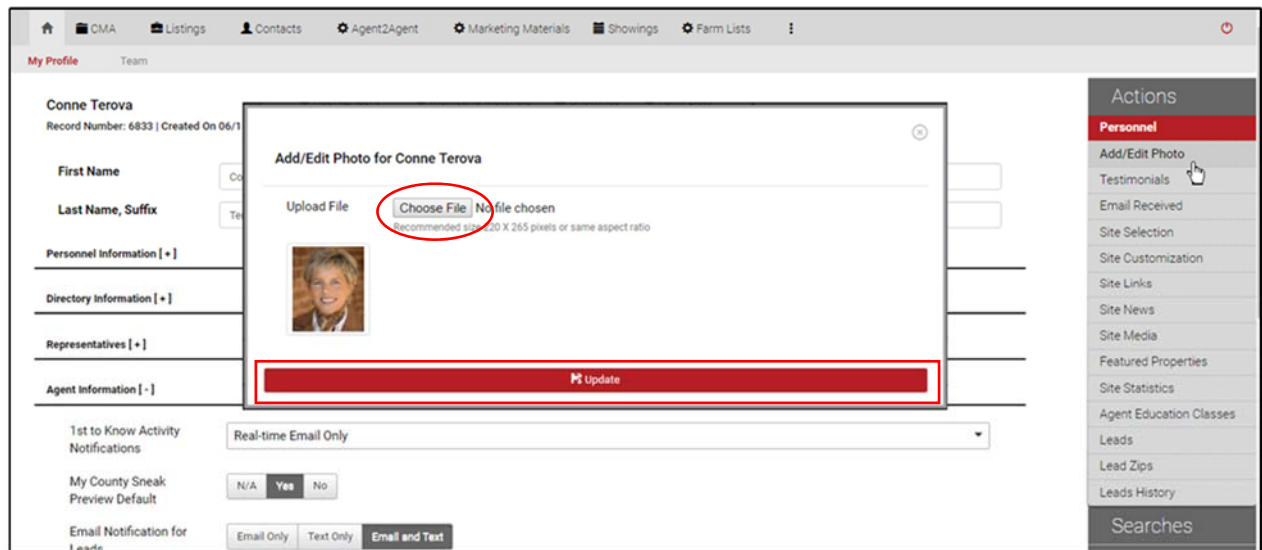 CMA Listings Contacts Agent2Agent Marketing Materials Showings Farm Lists
My Profile Team
Conne Terova
Record Number: 6833 | Created On 06/1
First Name
Co
Last Name, Suffix
Te
Personnel Information [ + ]
Directory Information [ + ]
Representatives [ + ]
Agent Information [ - ]
Add/Edit Photo for Conne Terova
Upload File Choose File No file chosen
Recommended size 220 X 265 pixels or same aspect ratio
Update
1st to Know Activity
Notifications
Real-time Email Only
My County Sneak
Preview Default
N/A Yes No
Email Notification for
Leads
Email Only Text Only Email and Text
Actions
Personnel
Add/Edit Photo
Testimonials
Email Received
Site Selection
Site Customization
Site Links
Site News
Site Media
Featured Properties
Site Statistics
Agent Education Classes
Leads
Lead Zips
Leads History
Searches